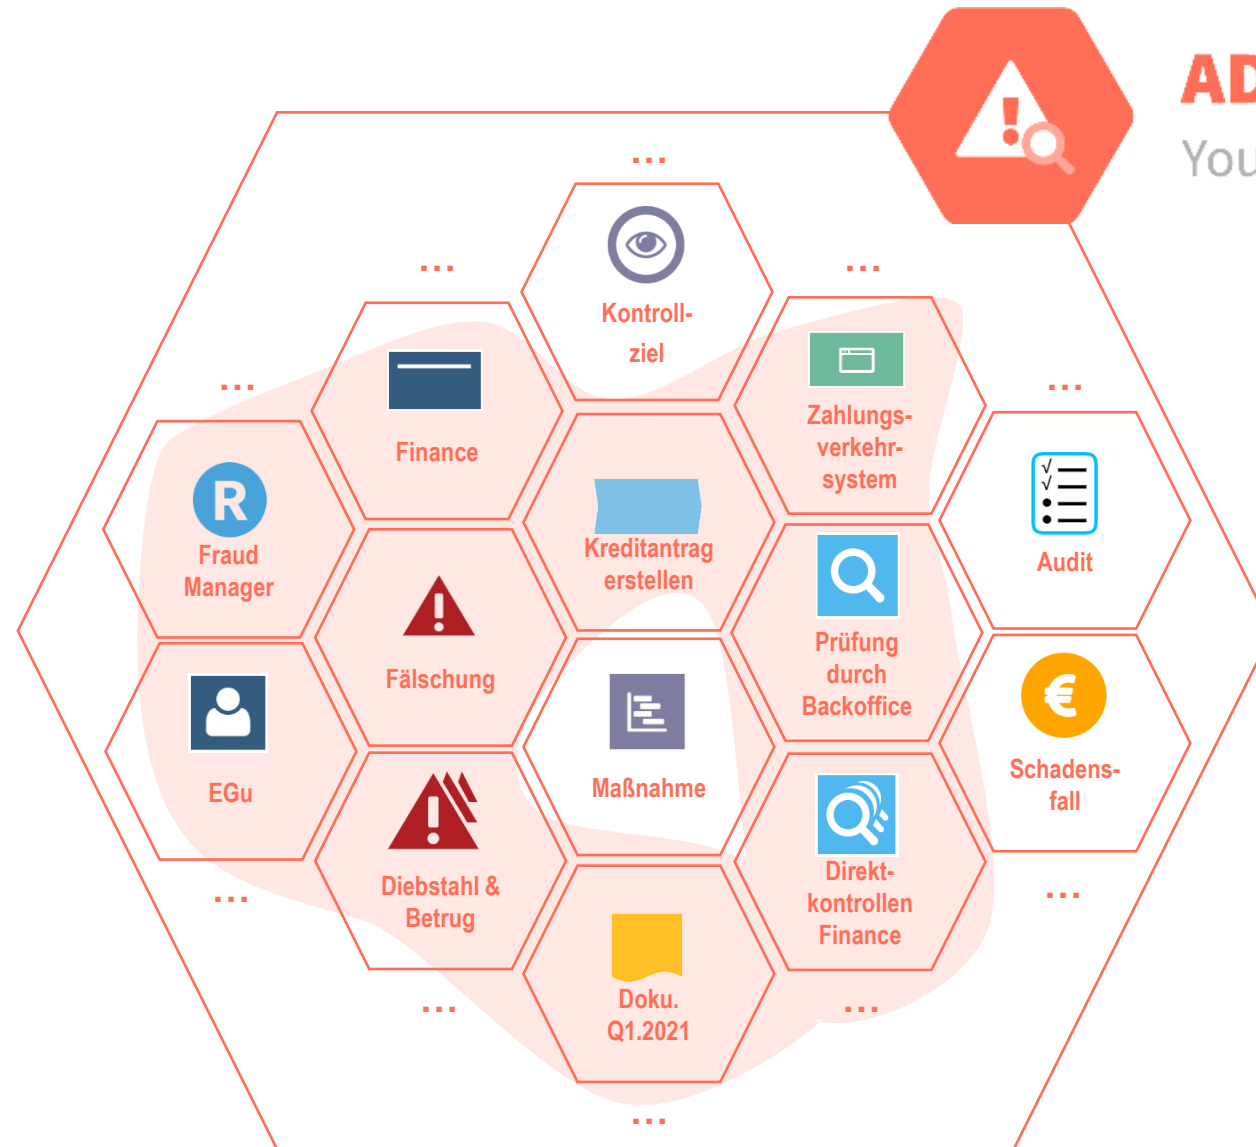 AD
You
...
Kontroll-
ziel
...
Finance
...
Zahlungs-
verkehr-
system
...
R
Fraud
Manager
Kreditantrag
erstellen
...
√
√
Audit
Fälschung
Prüfung
durch
Backoffice
EGu
...
Maßnahme
€
Schadens-
fall
...
Diebstahl &
Betrug
...
Direkt-
kontrollen
Finance
...
Doku.
Q1.2021
...